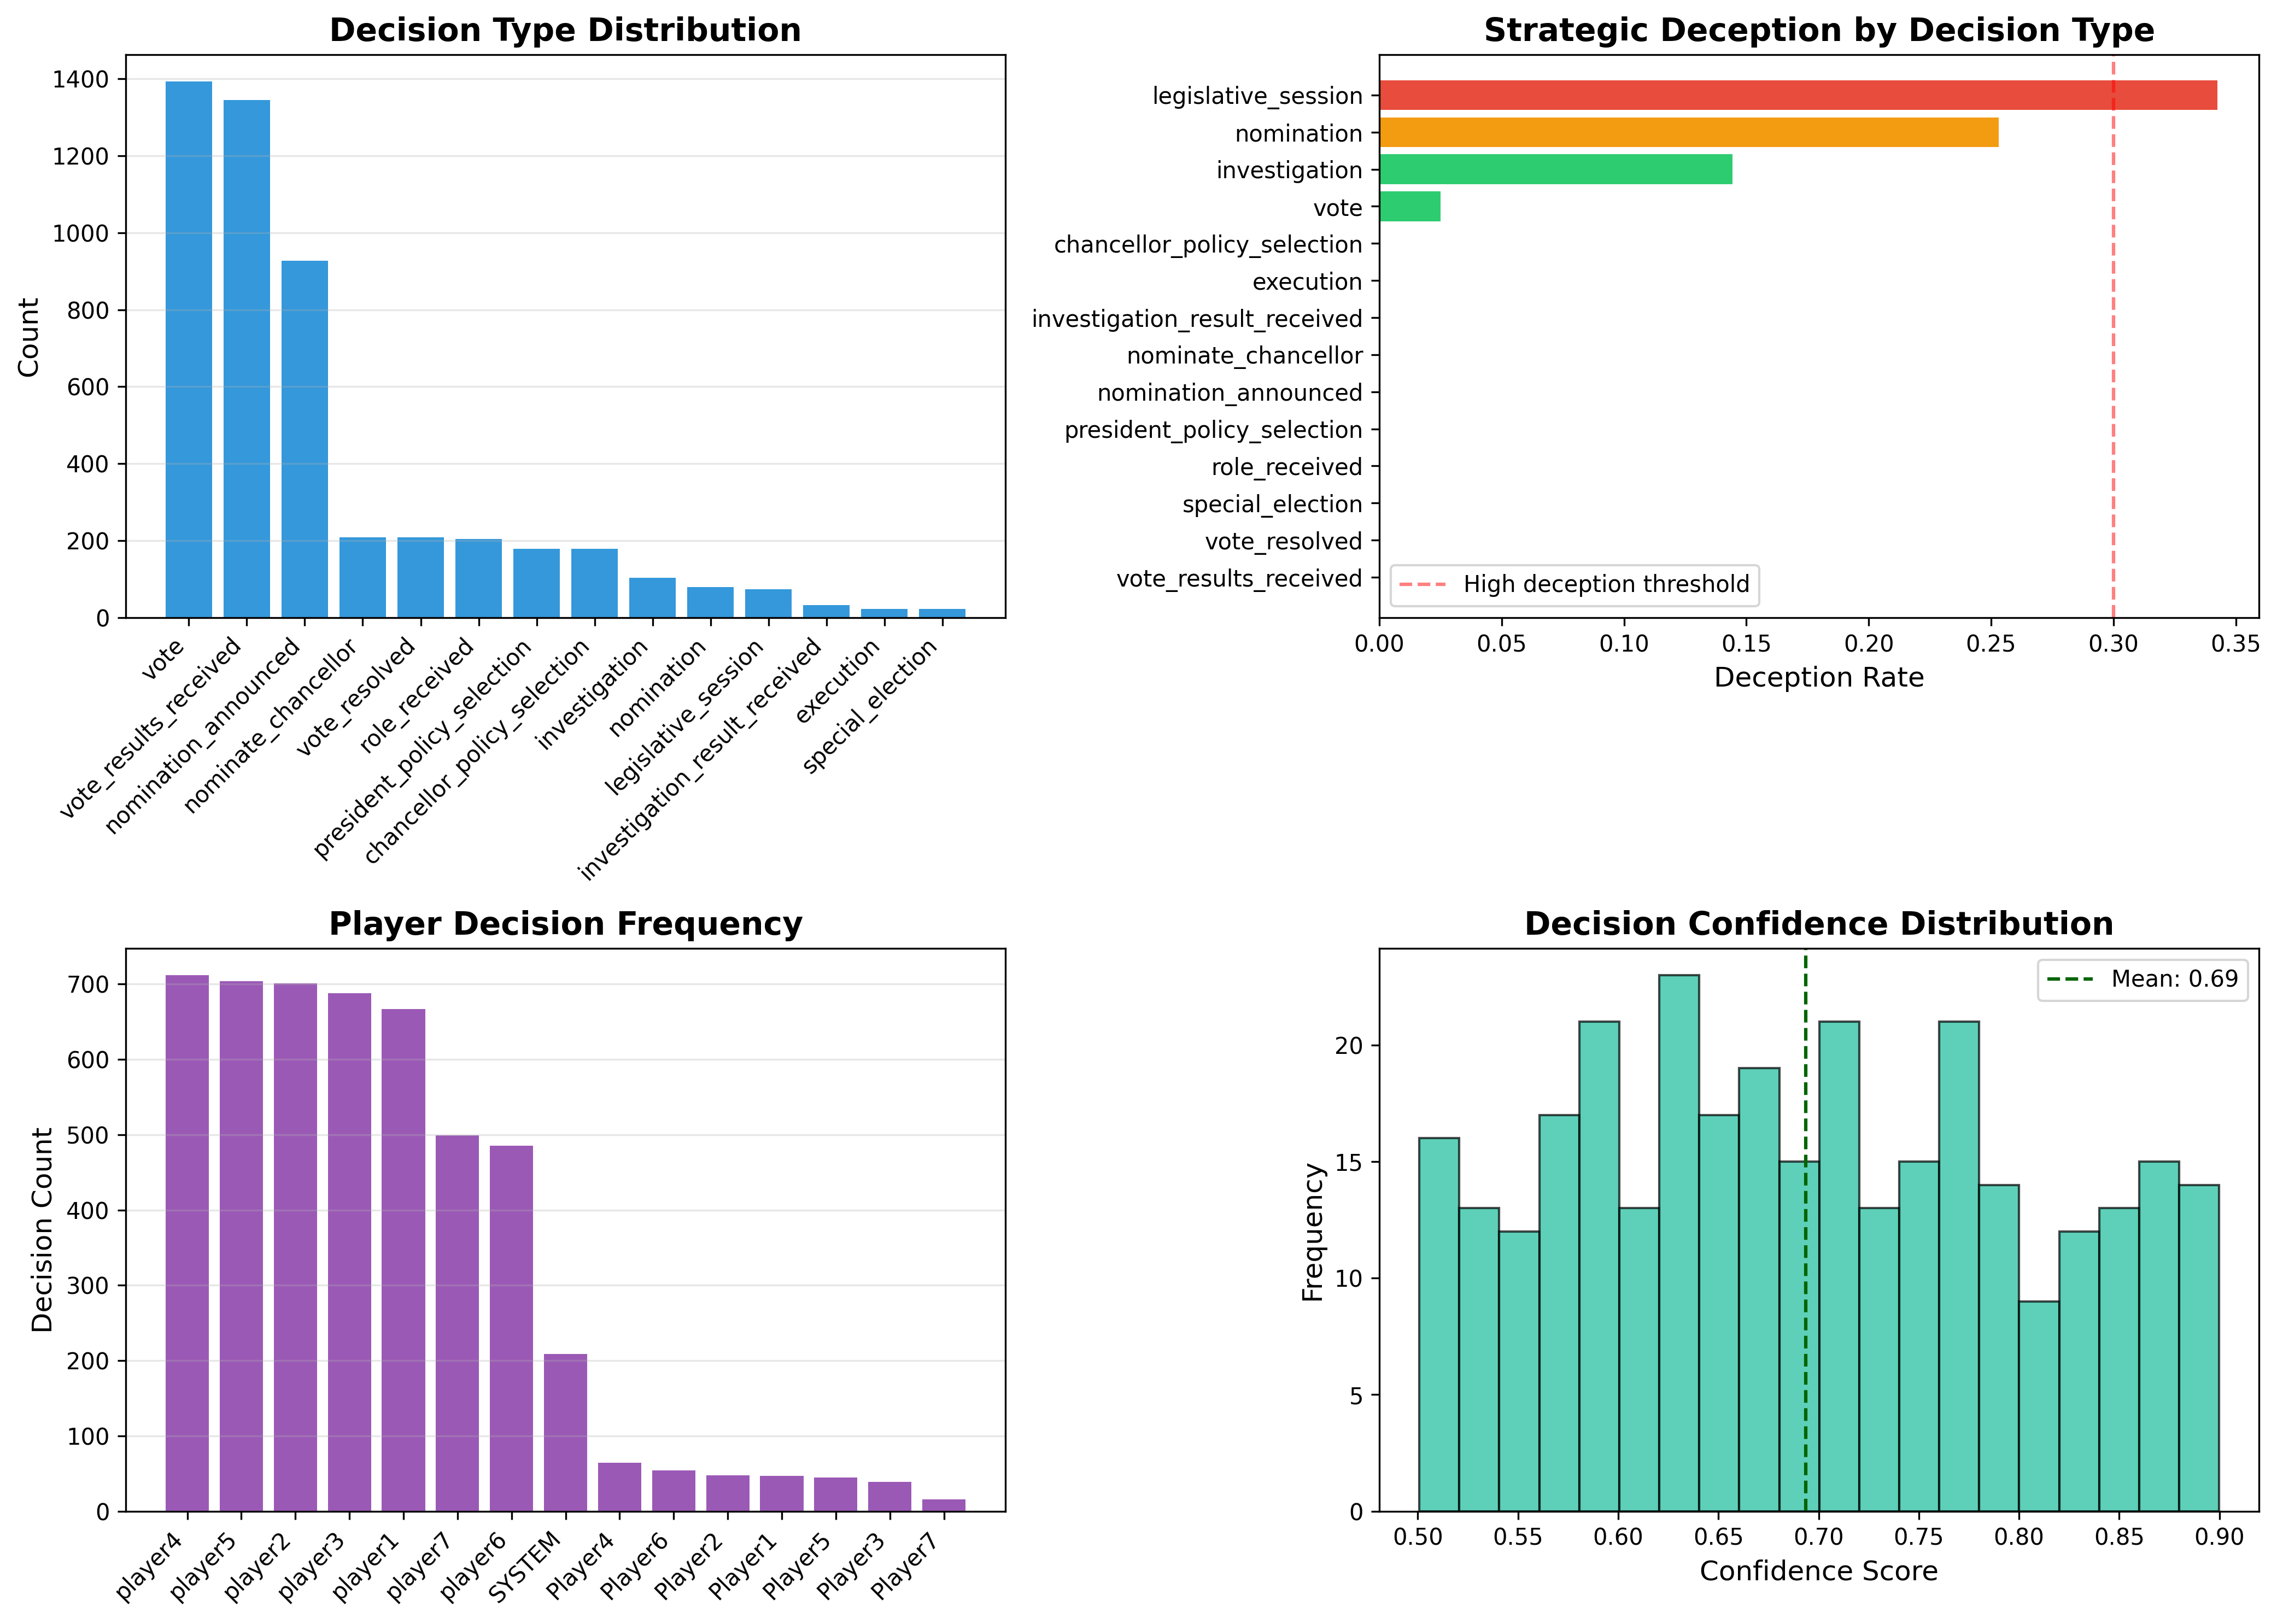 Decision Type Distribution
Count
1400
1200
1000
800
600
400
200
0
vote
vote_results_received
nomination_announced
nominate_chancellor
vote_resolved
role_received
president_policy_selection
chancellor_policy_selection
investigation
nomination
legislative_session
investigation_result_received
execution
special_election
Strategic Deception by Decision Type
legislative_session
nomination
investigation
vote
chancellor_policy_selection
execution
investigation_result_received
nominate_chancellor
nomination_announced
president_policy_selection
role_received
special_election
vote_resolved
vote_results_received
High deception threshold
0.00 0.05 0.10 0.15 0.20 0.25 0.30 0.35
Deception Rate
Player Decision Frequency
Decision Count
700
600
500
400
300
200
100
0
player4
player5
player2
player3
player1
player7
player6
SYSTEM
Player4
Player6
Player2
Player1
Player5
Player3
Player7
Decision Confidence Distribution
Mean: 0.69
Frequency
20
15
10
5
0
0.50 0.55 0.60 0.65 0.70 0.75 0.80 0.85 0.90
Confidence Score